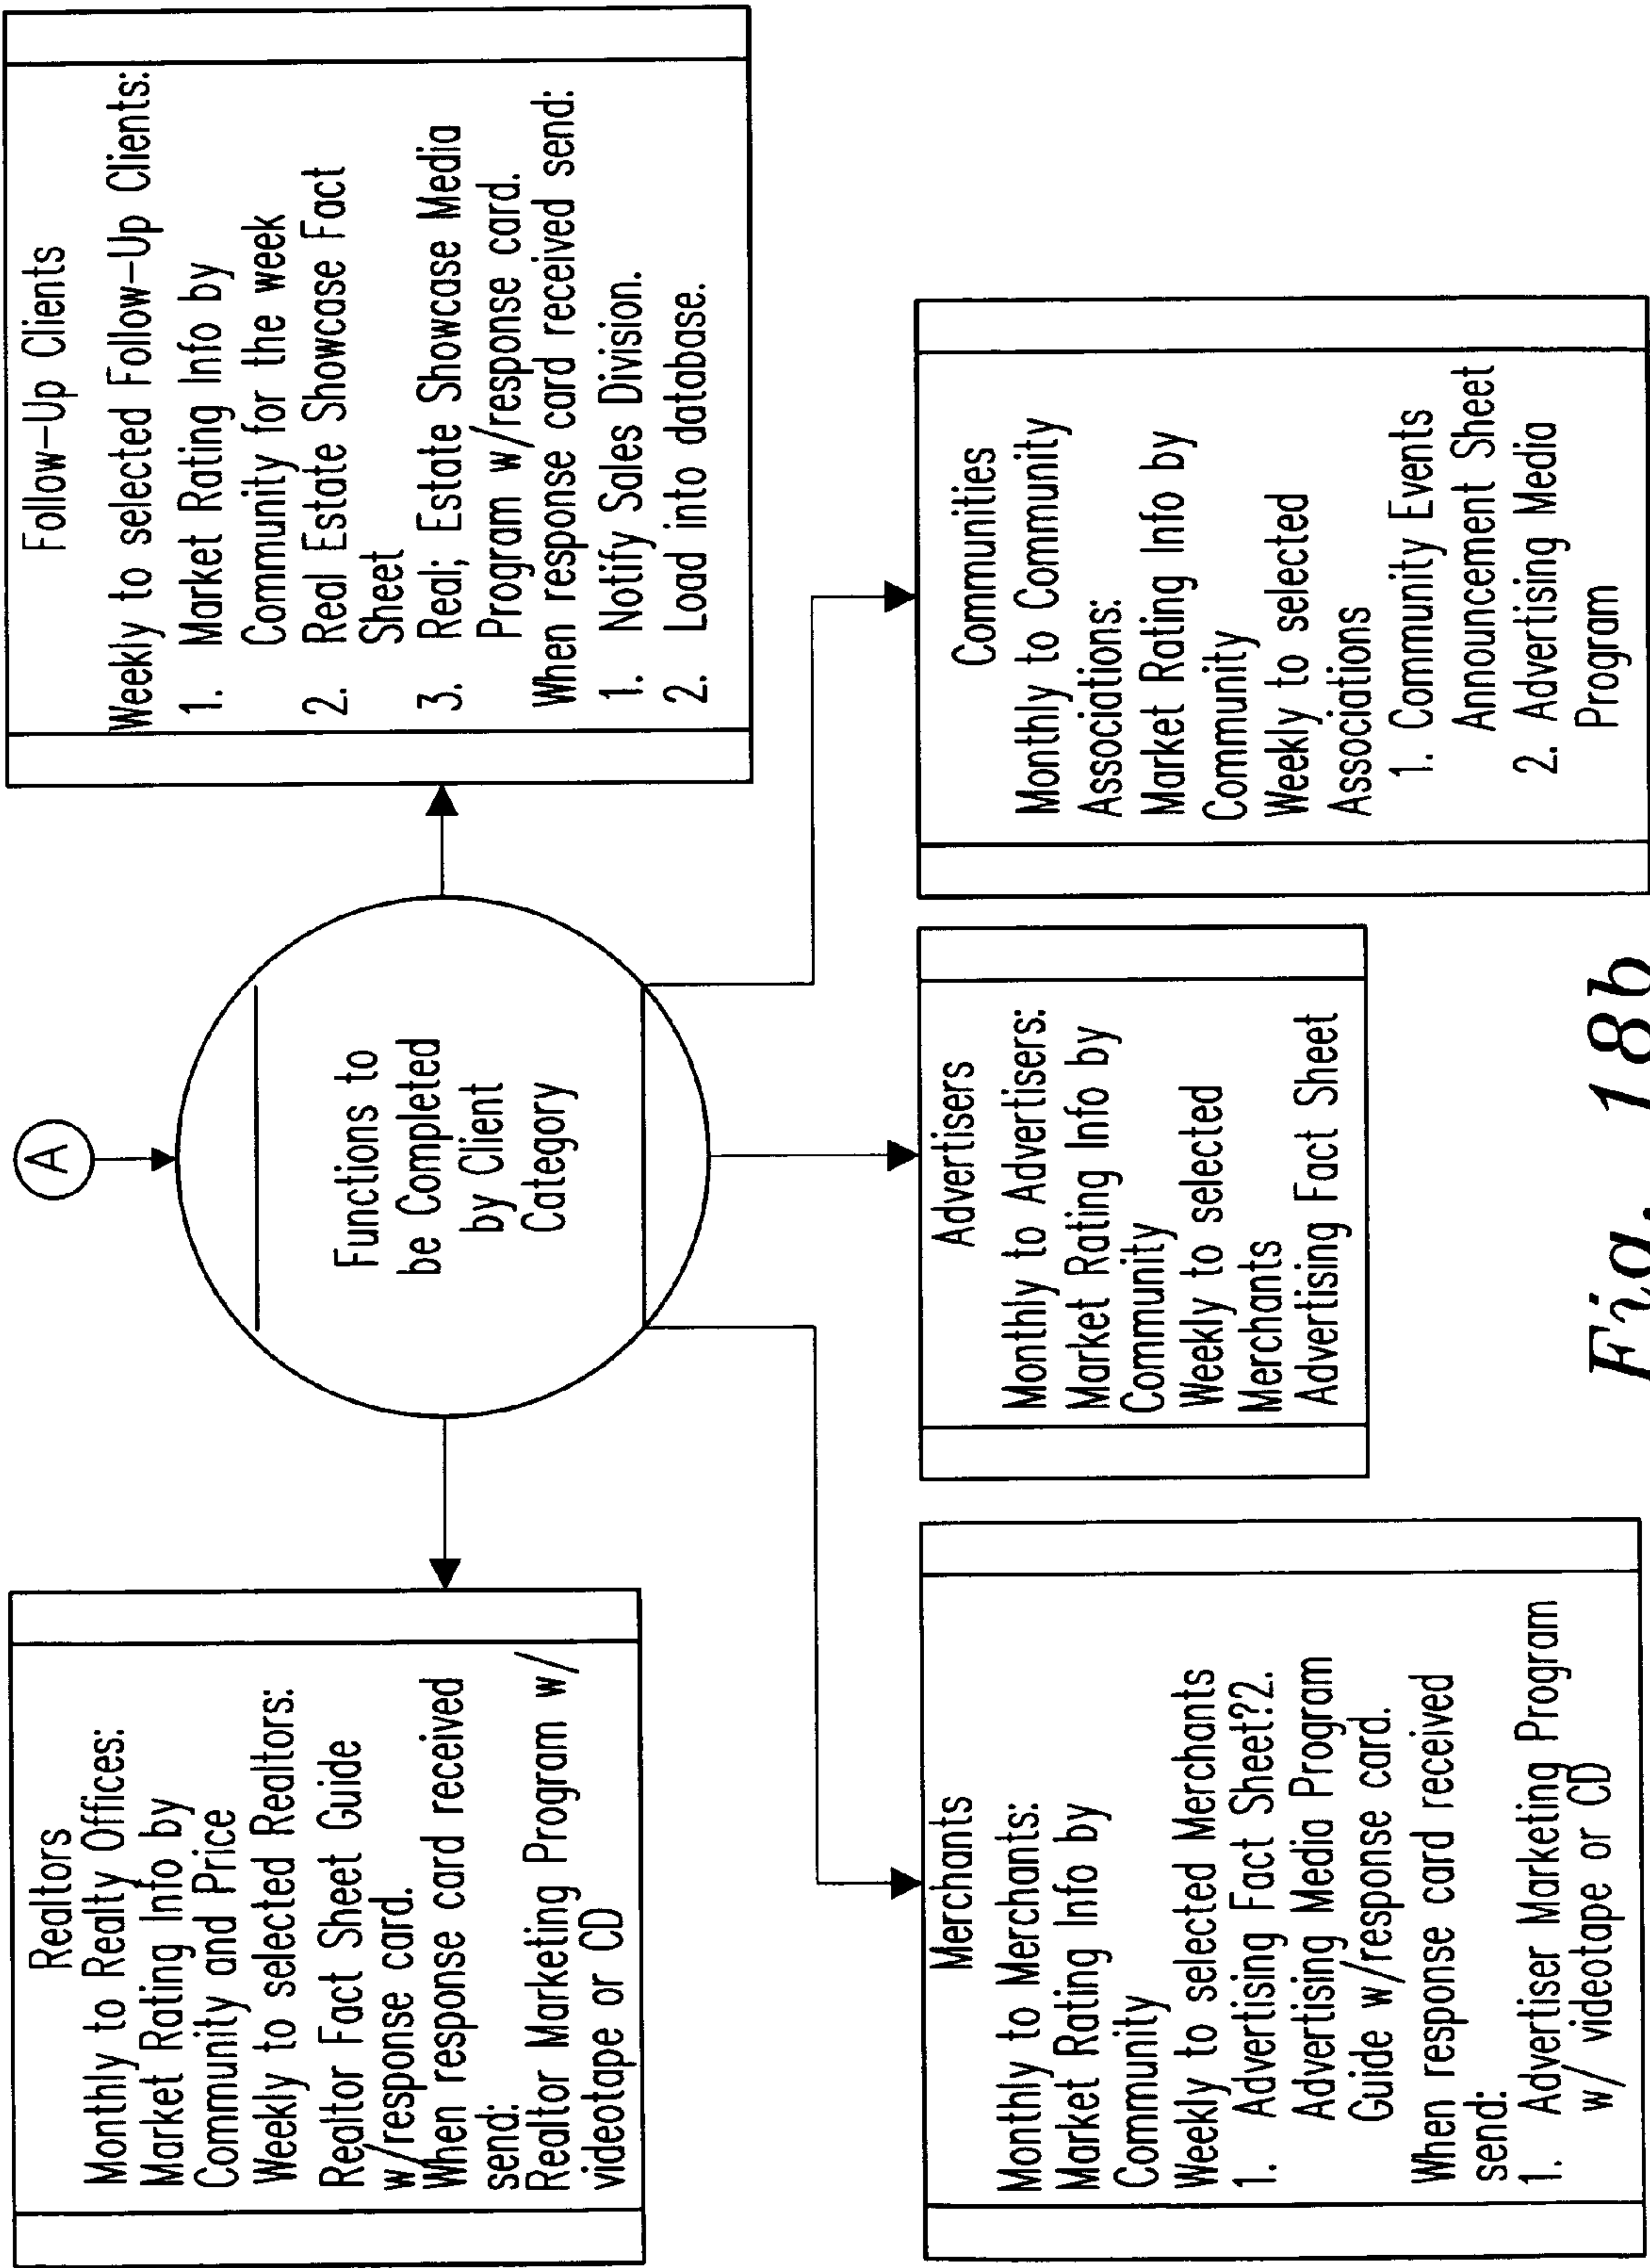 A
Functions to
be Completed
by Client
Category
Realtors
Monthly to Realty Offices:
Market Rating Info by
Community and Price
Weekly to selected Realtors:
Realtor Fact Sheet Guide
w/response card.
When response card received
send:
Realtor Marketing Program w/
videotape or CD
Follow-Up Clients
Weekly to selected Follow-Up Clients:
1. Market Rating Info by
Community for the week
2. Real Estate Showcase Fact
Sheet
3. Real; Estate Showcase Media
Program w/response card.
When response card received send:
1. Notify Sales Division.
2. Load into database.
Merchants
Monthly to Merchants:
Market Rating Info by
Community
Weekly to selected Merchants
1. Advertising Fact Sheet?2.
Advertising Media Program
Guide w/response card.
When response card received
send:
1. Advertiser Marketing Program
w/ videotape or CD
Advertisers
Monthly to Advertisers:
Market Rating Info by
Community
Weekly to selected
Merchants
Advertising Fact Sheet
Communities
Monthly to Community
Associations:
Market Rating Info by
Community
Weekly to selected
Associations
1. Community Events
Announcement Sheet
2. Advertising Media
Program
Fig. 18b